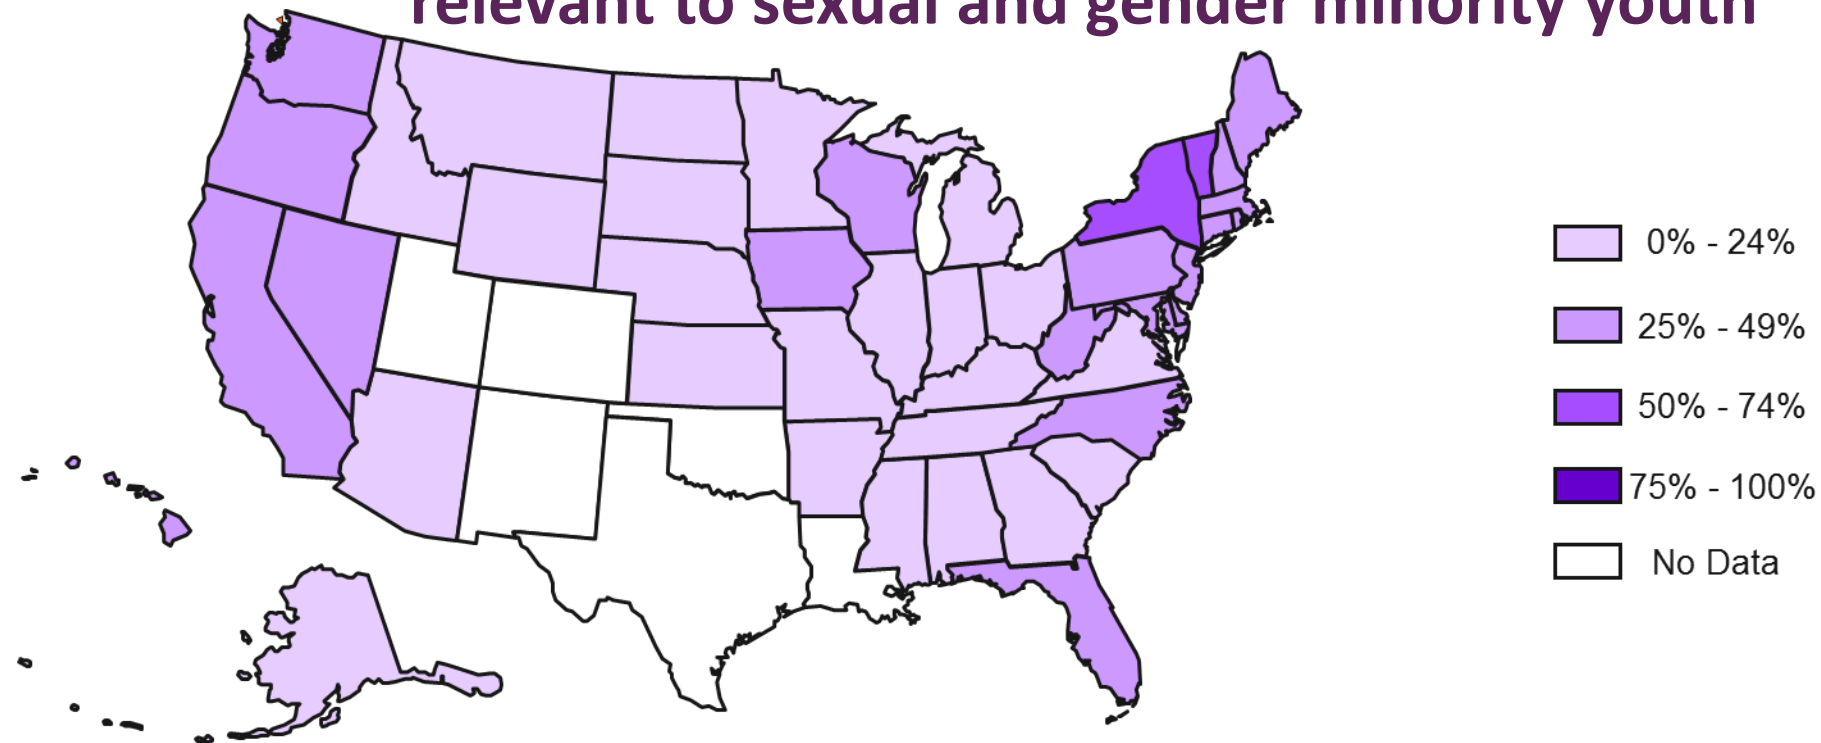 relevant to sexual and gender minority youth
0% - 24%
25% - 49%
50% - 74%
75% - 100%
No Data